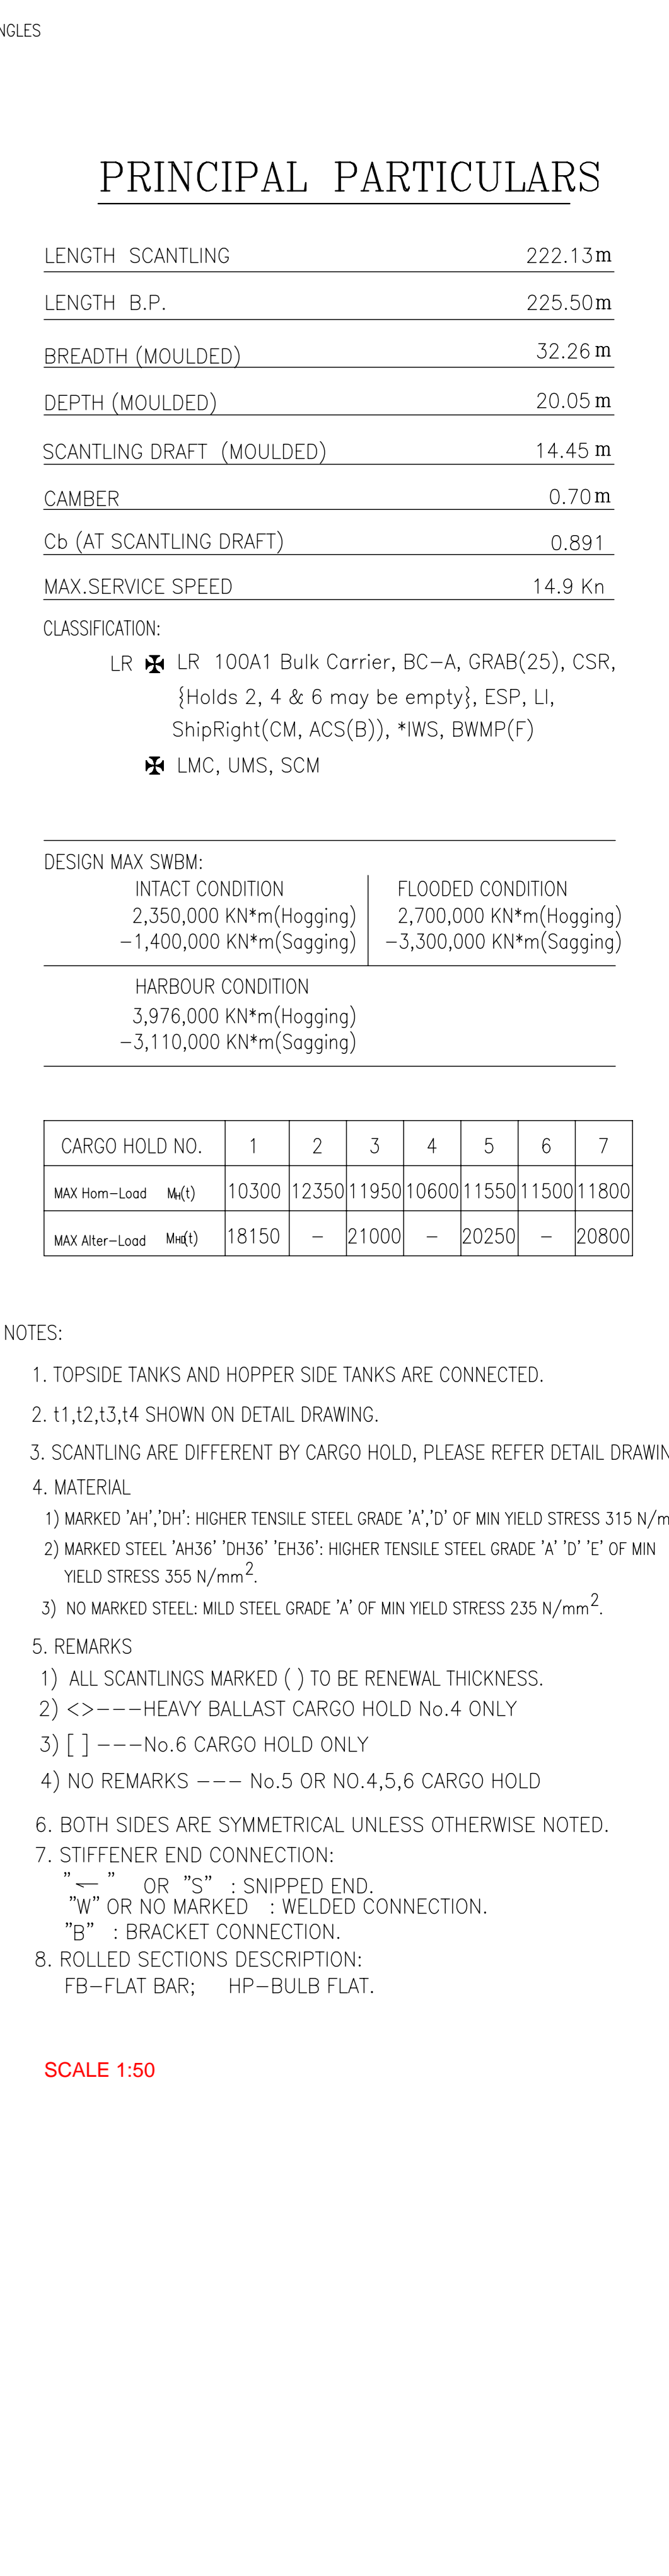 NGLES
PRINCIPAL PARTICULARS
LENGTH SCANTLING 222.13m
LENGTH B.P. 225.50m
BREADTH (MOULDED) 32.26 m
DEPTH (MOULDED) 20.05 m
SCANTLING DRAFT (MOULDED) 14.45 m
CAMBER 0.70m
Cb (AT SCANTLING DRAFT) 0.891
MAX.SERVICE SPEED 14.9 Kn
CLASSIFICATION:
LR ✠ LR 100A1 Bulk Carrier, BC-A, GRAB(25), CSR,
{Holds 2, 4 & 6 may be empty}, ESP, LI,
ShipRight(CM, ACS(B)), *IWS, BWMP(F)
✠ LMC, UMS, SCM
DESIGN MAX SWBM:
INTACT CONDITION FLOODED CONDITION
2,350,000 KN*m(Hogging) 2,700,000 KN*m(Hogging)
-1,400,000 KN*m(Sagging) -3,300,000 KN*m(Sagging)
HARBOUR CONDITION
3,976,000 KN*m(Hogging)
-3,110,000 KN*m(Sagging)
CARGO HOLD NO. 1 2 3 4 5 6 7
MAX Hom-Load MH(t) 10300 12350 11950 10600 11550 11500 11800
MAX Alter-Load MHD(t) 18150 - 21000 - 20250 - 20800
NOTES:
1. TOPSIDE TANKS AND HOPPER SIDE TANKS ARE CONNECTED.
2. t1,t2,t3,t4 SHOWN ON DETAIL DRAWING.
3. SCANTLING ARE DIFFERENT BY CARGO HOLD, PLEASE REFER DETAIL DRAWIN
4. MATERIAL
1) MARKED 'AH','DH': HIGHER TENSILE STEEL GRADE 'A','D' OF MIN YIELD STRESS 315 N/m
2) MARKED STEEL 'AH36' 'DH36' 'EH36': HIGHER TENSILE STEEL GRADE 'A' 'D' 'E' OF MIN
YIELD STRESS 355 N/mm2.
3) NO MARKED STEEL: MILD STEEL GRADE 'A' OF MIN YIELD STRESS 235 N/mm2.
5. REMARKS
1) ALL SCANTLINGS MARKED ( ) TO BE RENEWAL THICKNESS.
2) <>---HEAVY BALLAST CARGO HOLD No.4 ONLY
3) [ ] ---No.6 CARGO HOLD ONLY
4) NO REMARKS --- No.5 OR NO.4,5,6 CARGO HOLD
6. BOTH SIDES ARE SYMMETRICAL UNLESS OTHERWISE NOTED.
7. STIFFENER END CONNECTION:
" " OR "S" : SNIPPED END.
"W" OR NO MARKED : WELDED CONNECTION.
"B" : BRACKET CONNECTION.
8. ROLLED SECTIONS DESCRIPTION:
FB-FLAT BAR; HP-BULB FLAT.
SCALE 1:50